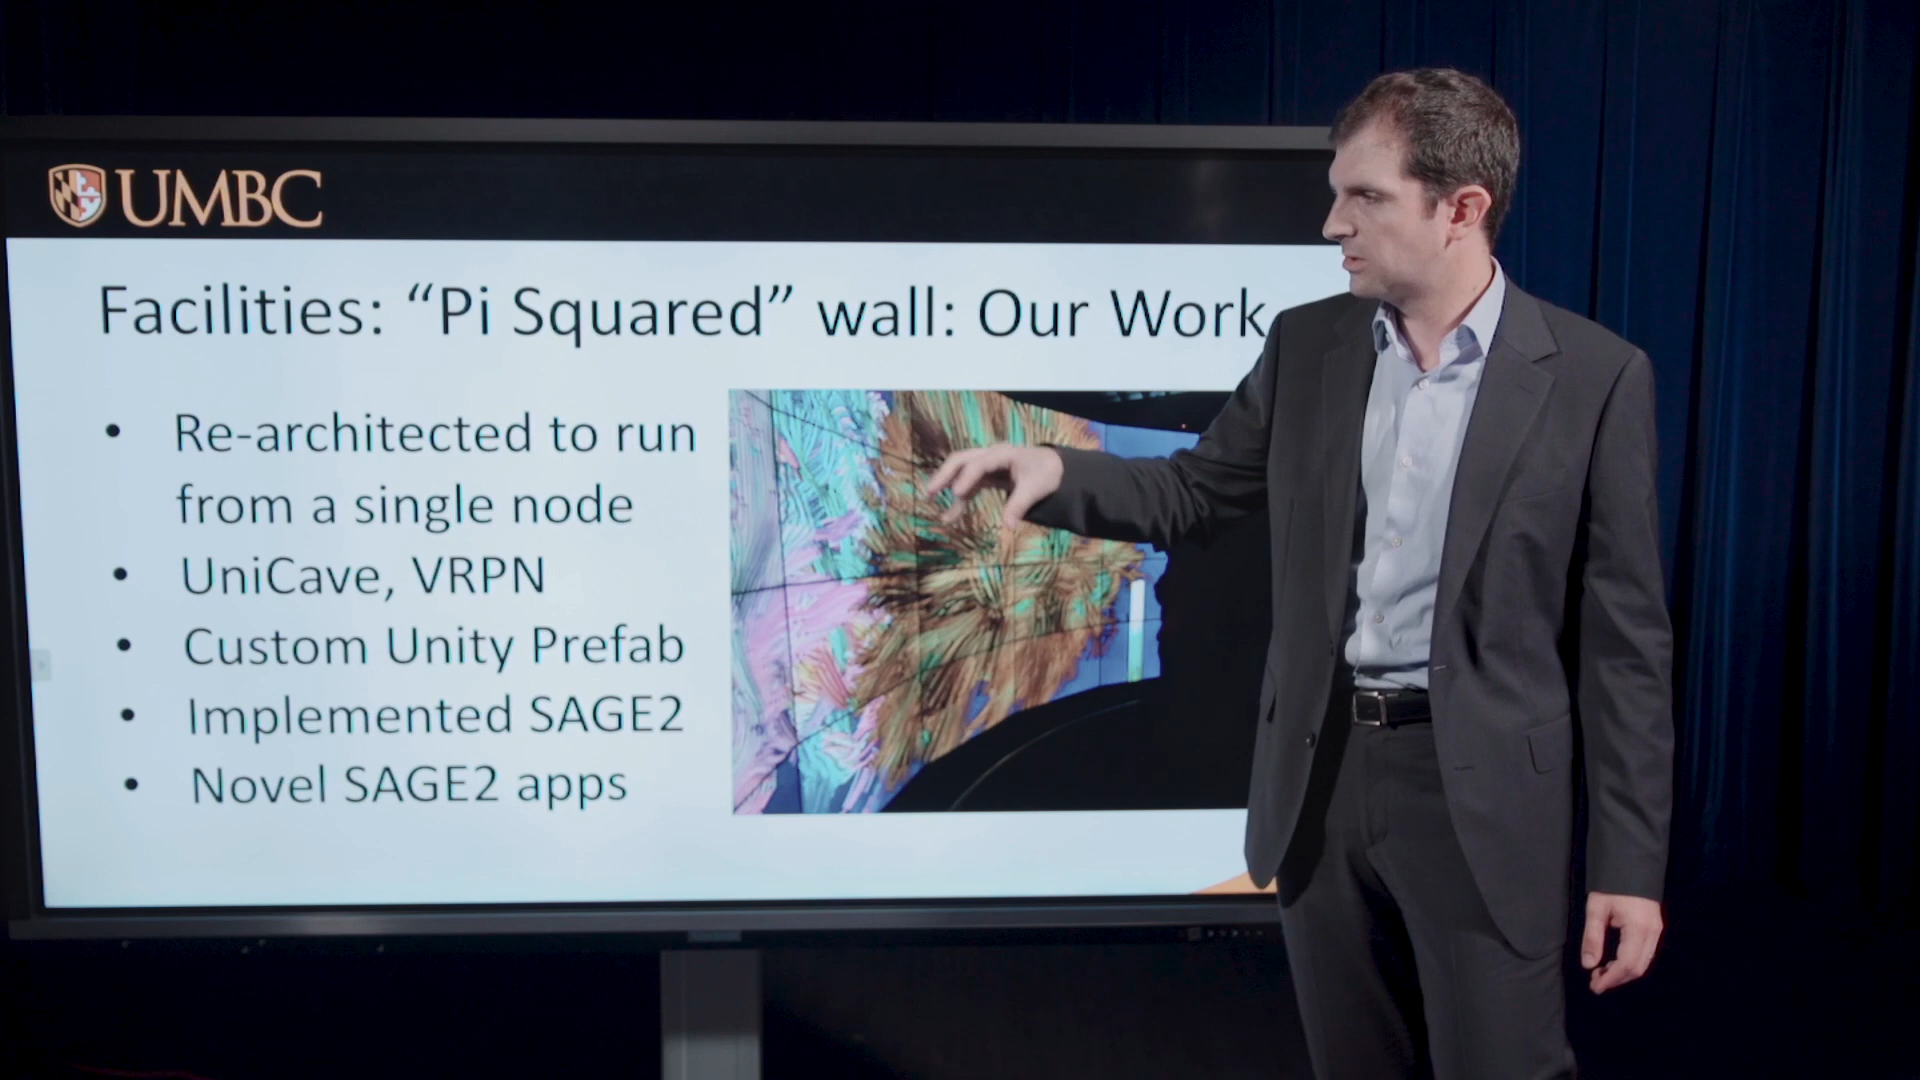 UMBC
Facilities: “Pi Squared” wall: Our Work
• Re-architected to run
from a single node
• UniCave, VRPN
• Custom Unity Prefab
• Implemented SAGE2
• Novel SAGE2 apps